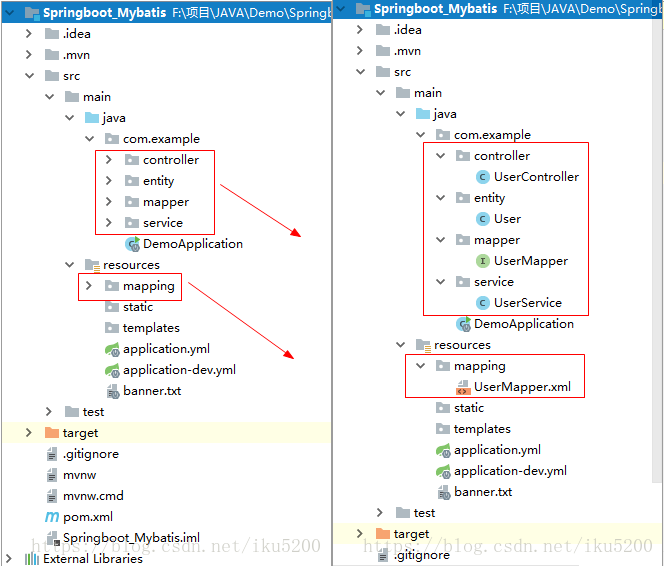 Springboot_Mybatis F:\项目\JAVA\Demo\Spring
.idea
.mvn
src
main
java
com.example
controller
entity
mapper
service
DemoApplication
resources
mapping
static
templates
application.yml
application-dev.yml
banner.txt
test
target
.gitignore
mvnw
mvnw.cmd
pom.xml
Springboot_Mybatis.iml
External Libraries
https://blog.csdn.net/iku5200
Springboot_Mybatis F:\项目\JAVA\Demo\Sp
.idea
.mvn
src
main
java
com.example
controller
UserController
entity
User
mapper
UserMapper
service
UserService
DemoApplication
resources
mapping
UserMapper.xml
static
templates
application.yml
application-dev.yml
banner.txt
test
target
.gitignore
https://blog.csdn.net/iku5200